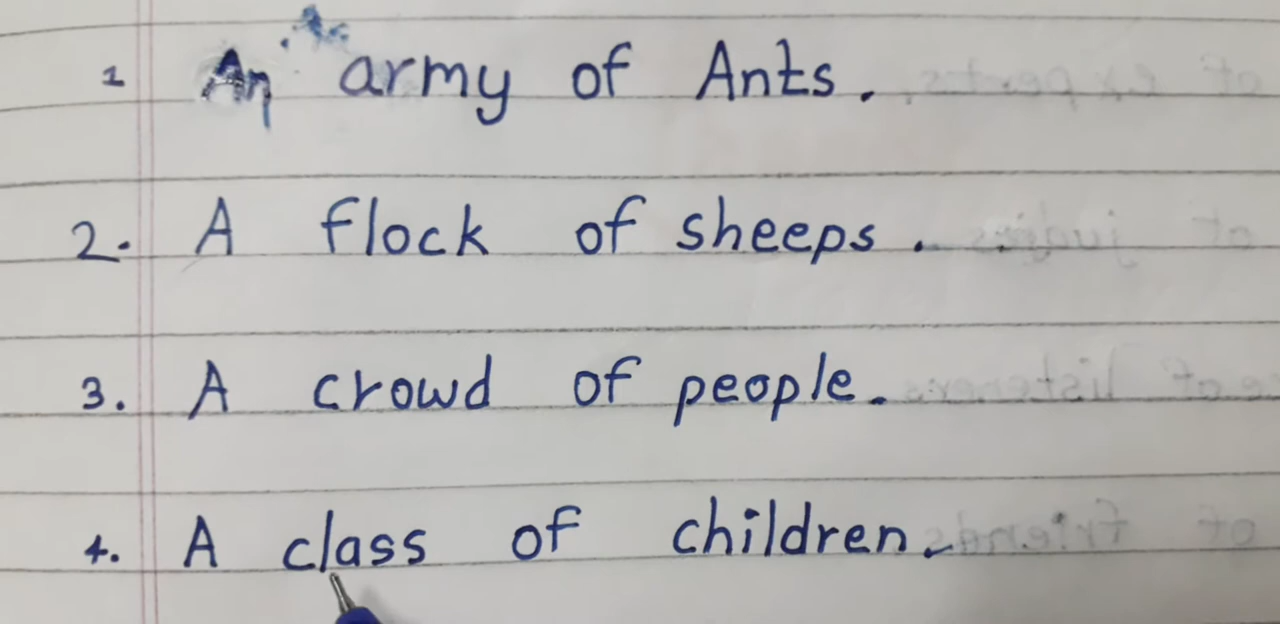 1 An army of Ants.
2. A flock of sheeps.
3. A crowd of people.
4. A class of children.